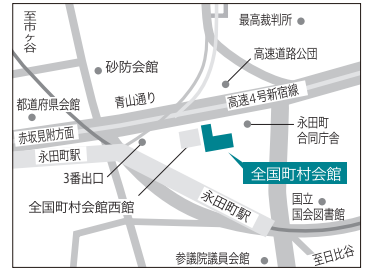 至市ヶ谷
最高裁判所
高速道路公団
砂防会館
青山通り
高速4号新宿線
都道府県会館
赤坂見附方面
永田町駅
3番出口
永田町
合同庁舎
全国町村会館
全国町村会館西館
永田町駅
国立
国会図書館
参議院議員会館
至日比谷